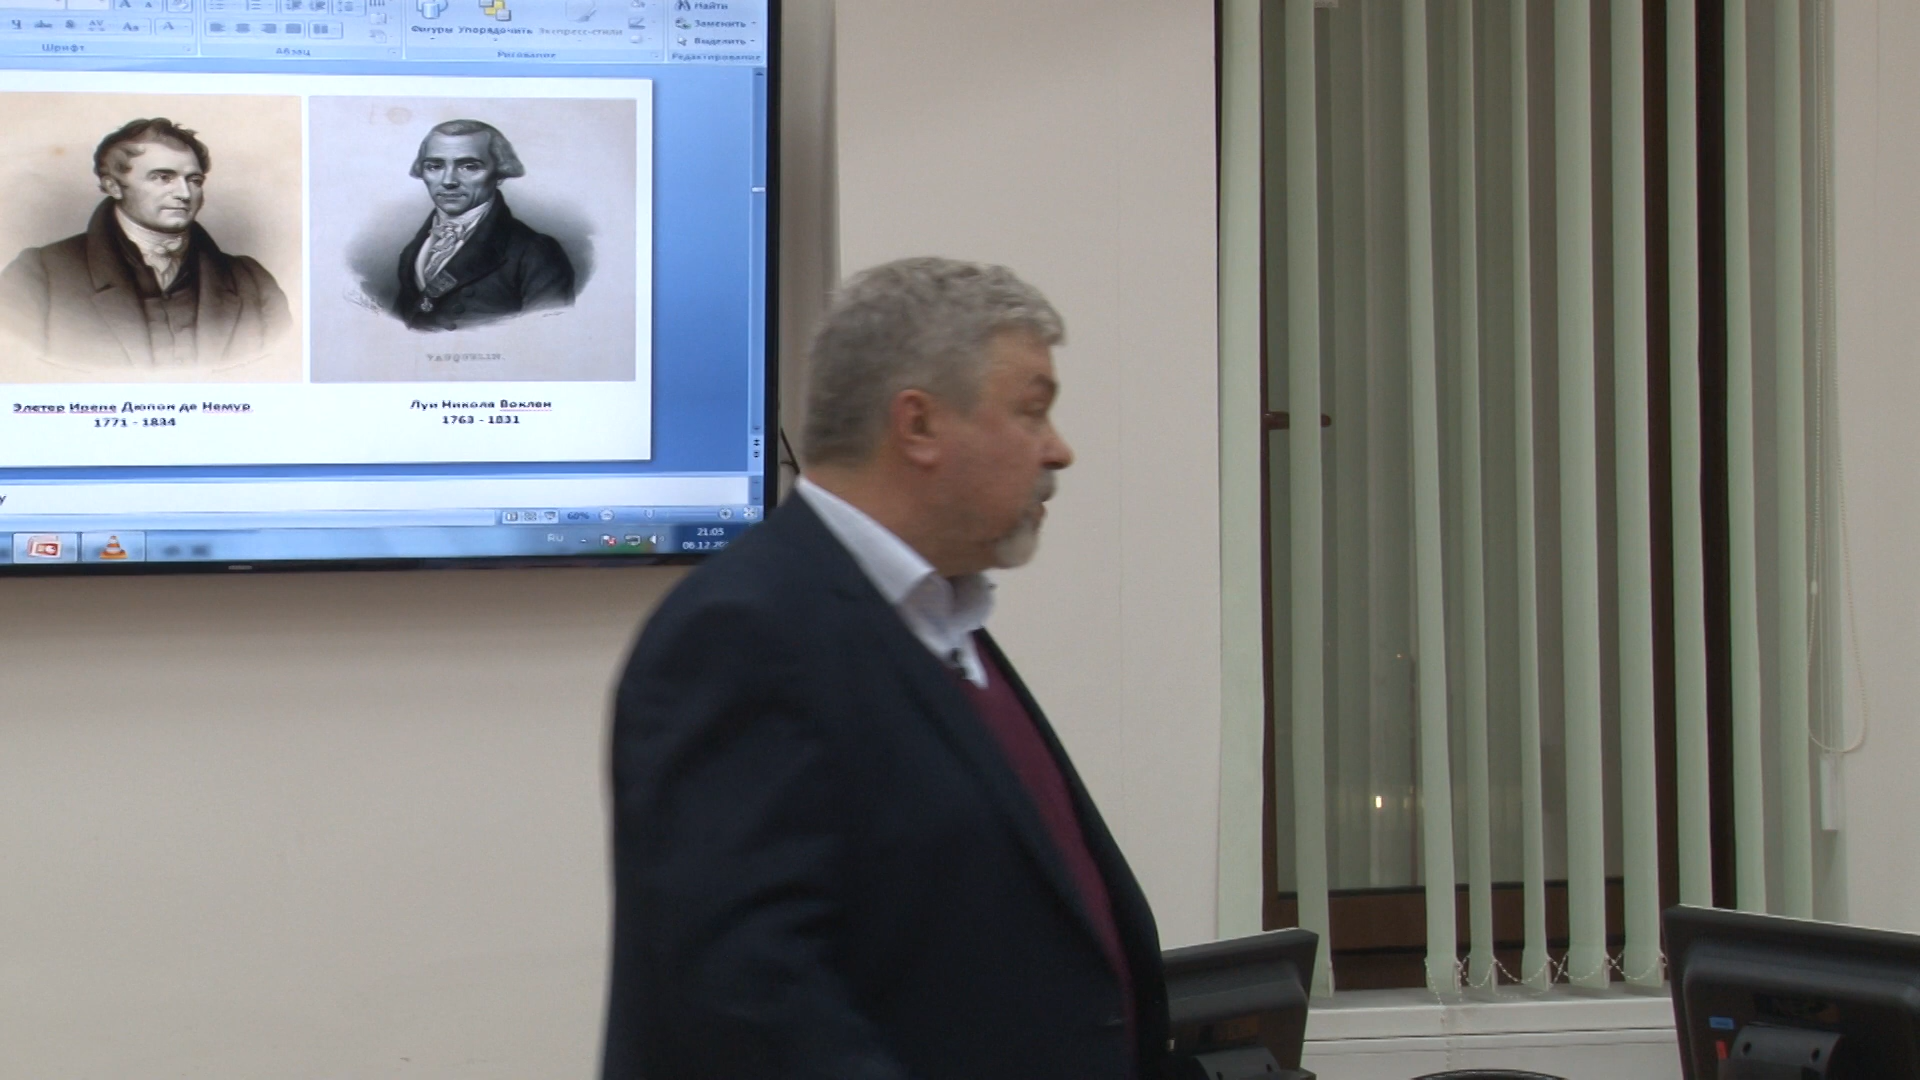 Найти
Заменить
Выделить
Фигуры Упорядочить Экспресс-стили
Шрифт
Абзац
Рисование
Редактирование
VAUQUELIN.
Элетер Ирене Дюпон де Немур
1771 - 1834
Луи Никола Воклен
1763 - 1831
60%
RU
21:05